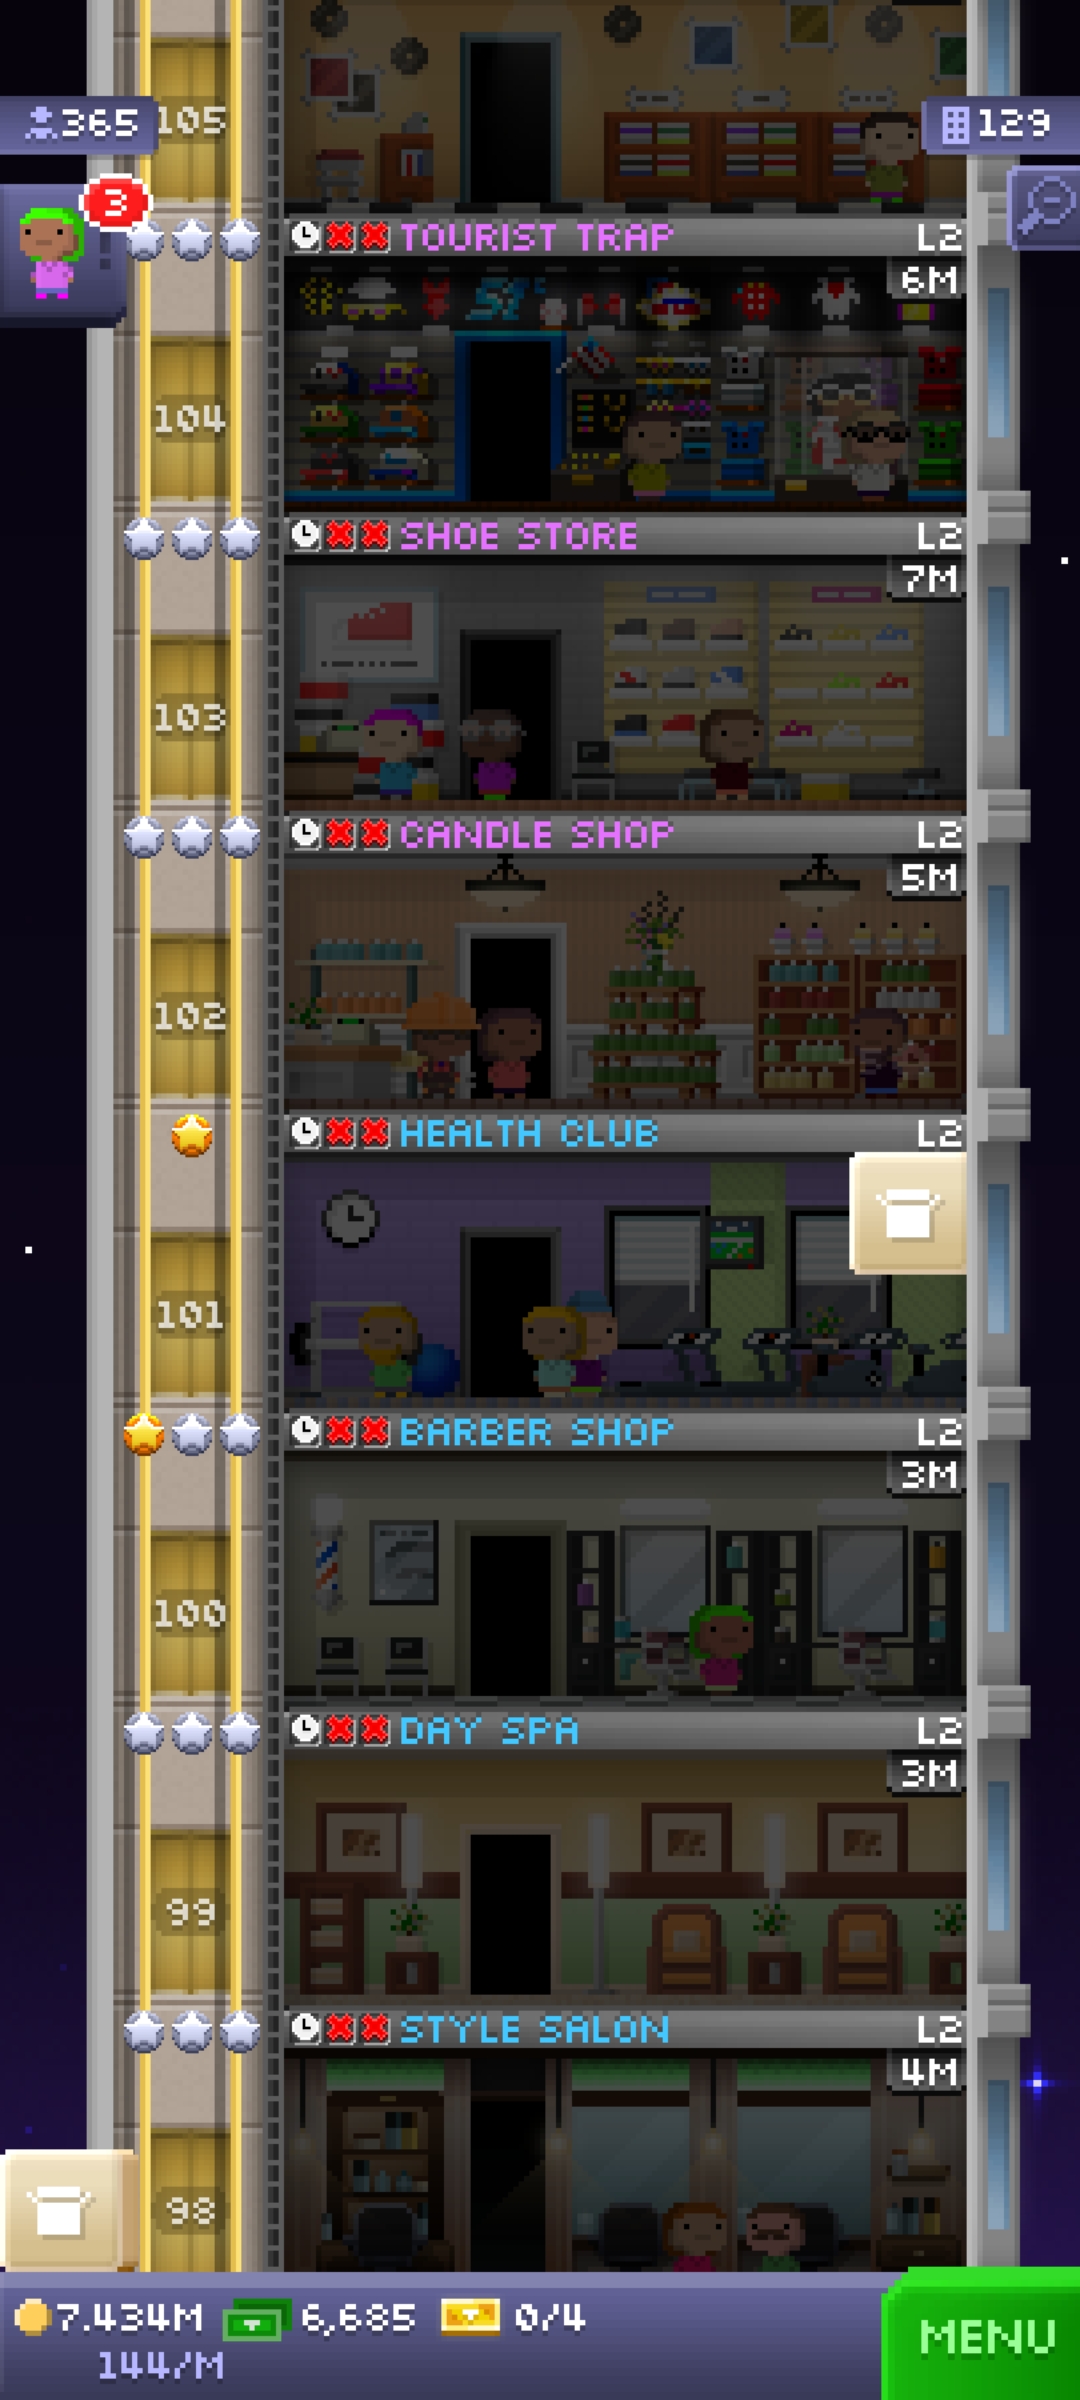 105
365
129
3
TOURIST TRAP L2
6M
104
SHOE STORE L2
7M
103
CANDLE SHOP L2
5M
102
HEALTH CLUB L2
101
BARBER SHOP L2
3M
100
DAY SPA L2
3M
99
STYLE SALON L2
4M
98
7.434M 6,685 0/4
144/M
MENU